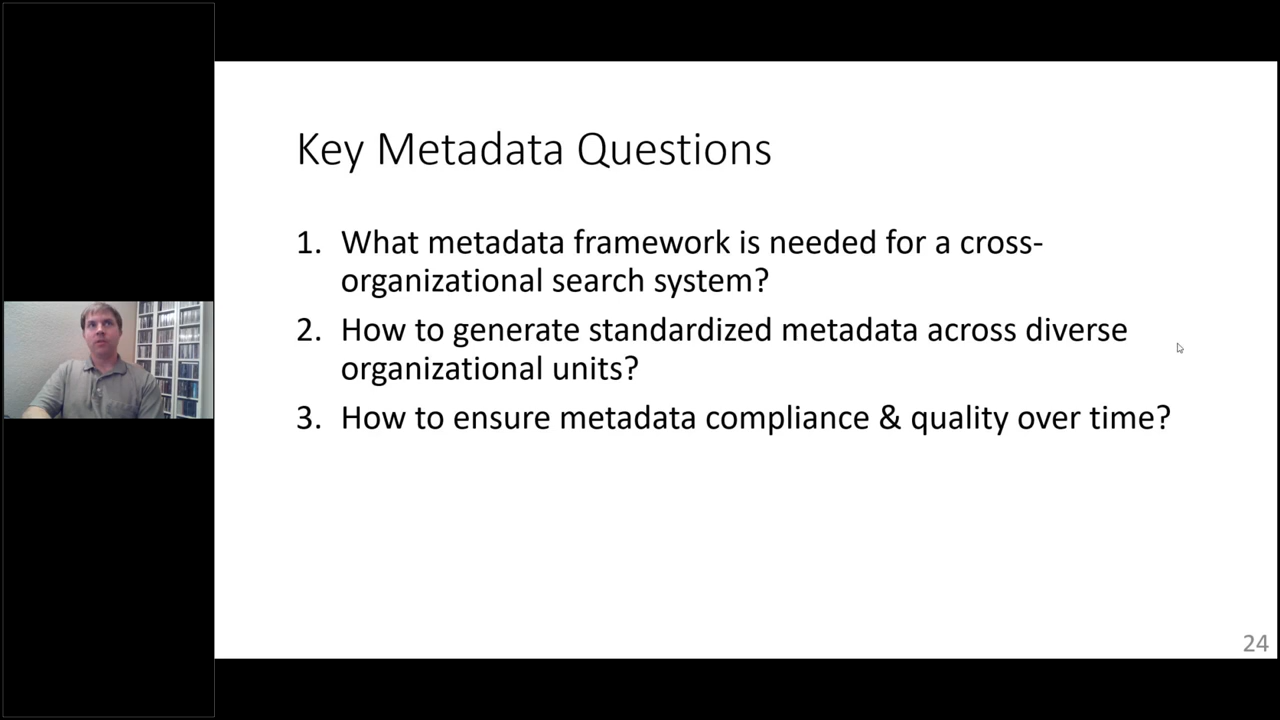 Key Metadata Questions
1. What metadata framework is needed for a cross-
organizational search system?
2. How to generate standardized metadata across diverse
organizational units?
3. How to ensure metadata compliance & quality over time?
24